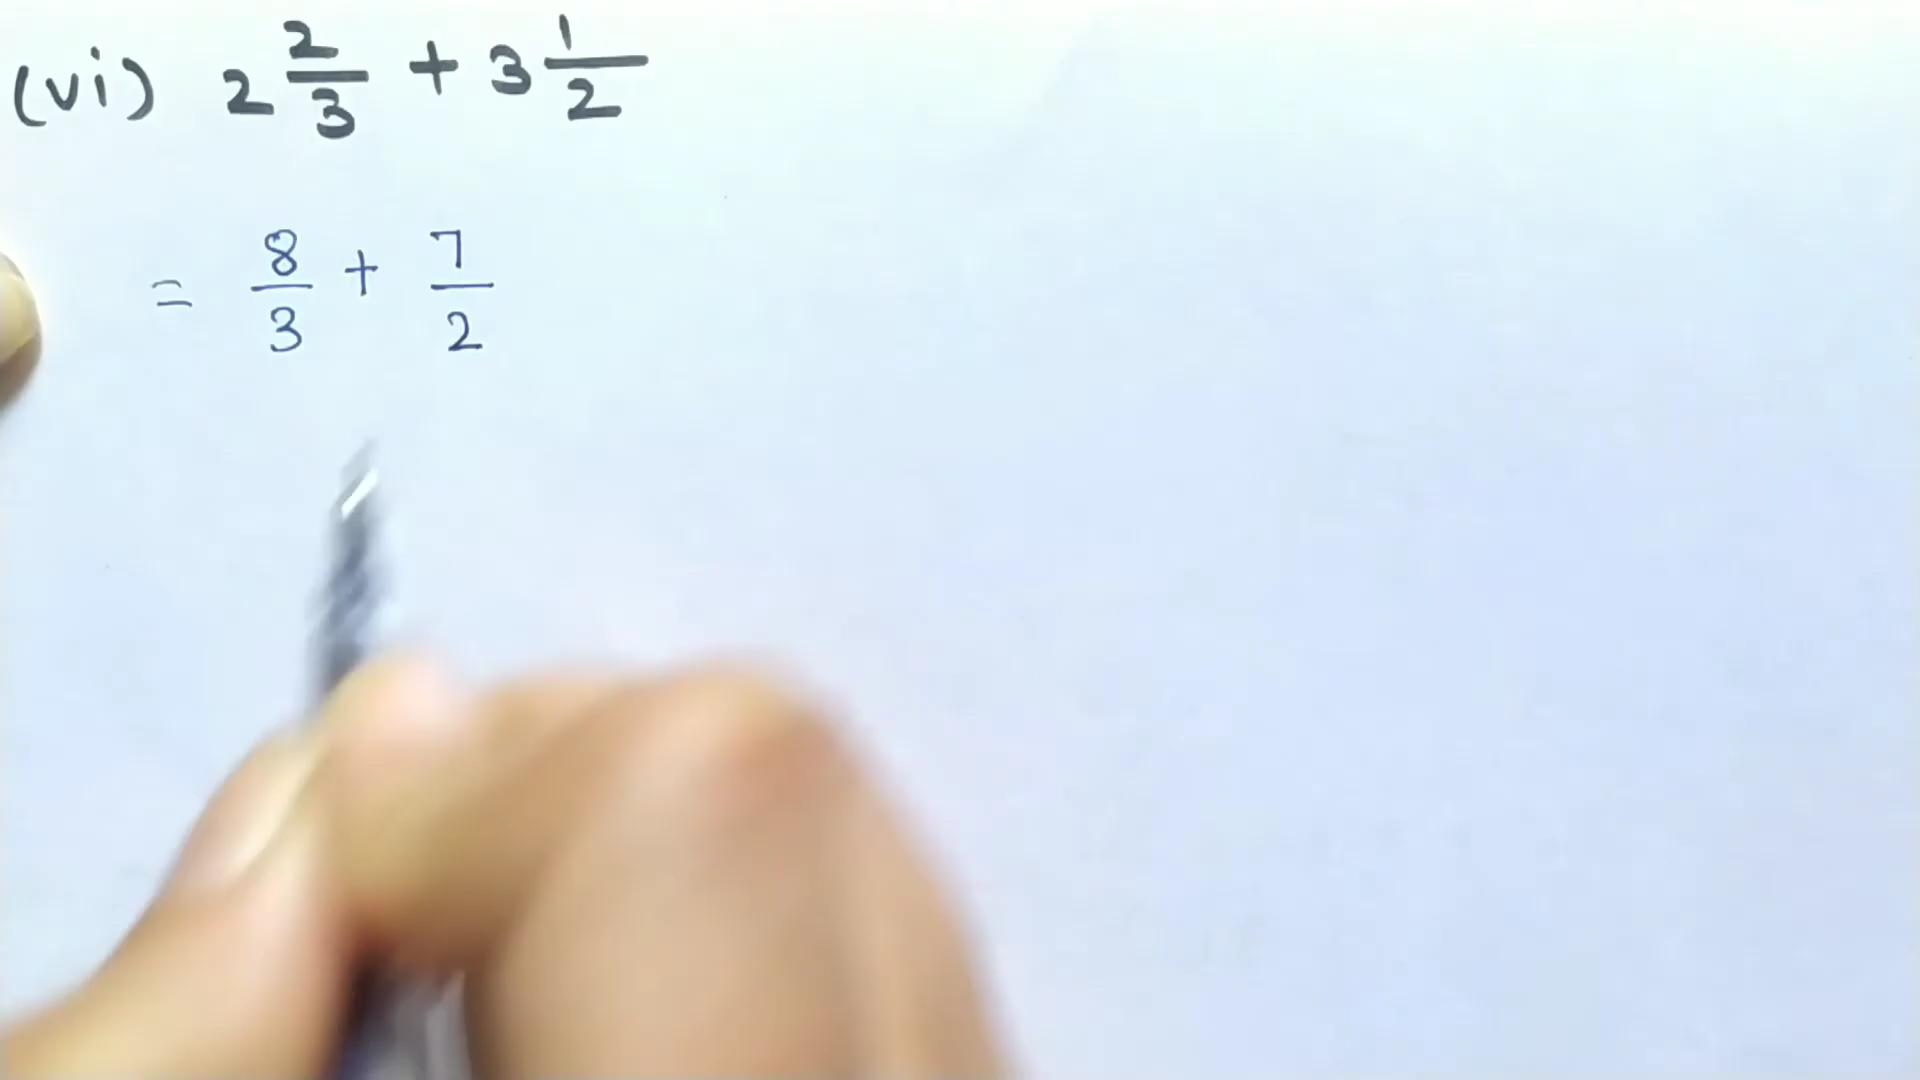 (vi) 2 2/3 + 3 1/2
= 8/3 + 7/2